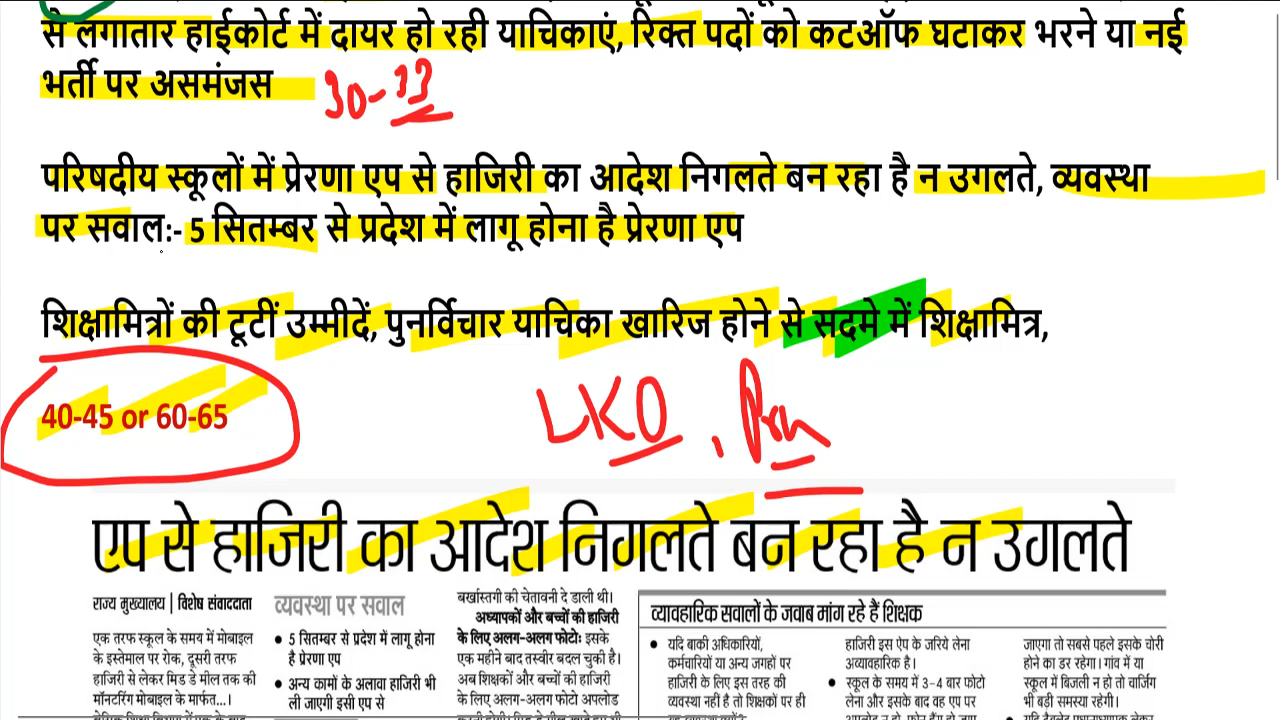 से लगातार हाईकोर्ट में दायर हो रही याचिकाएं, रिक्त पदों को कटऑफ घटाकर भरने या नई
भर्ती पर असमंजस
30-33
परिषदीय स्कूलों में प्रेरणा एप से हाजिरी का आदेश निगलते बन रहा है न उगलते, व्यवस्था
पर सवाल:- 5 सितम्बर से प्रदेश में लागू होना है प्रेरणा एप
शिक्षामित्रों की टूटीं उम्मीदें, पुनर्विचार याचिका खारिज होने से सदमे में शिक्षामित्र,
40-45 or 60-65
LKO,
एप से हाजिरी का आदेश निगलते बन रहा है न उगलते
राज्य मुख्यालय | विशेष संवाददाता
एक तरफ स्कूल के समय में मोबाइल
के इस्तेमाल पर रोक, दूसरी तरफ
हाजिरी से लेकर मिड डे मील तक की
मॉनटरिंग मोबाइल के मार्फत...।
व्यवस्था पर सवाल
• 5 सितम्बर से प्रदेश में लागू होना
है प्रेरणा एप
• अन्य कामों के अलावा हाजिरी भी
ली जाएगी इसी एप से
बर्खास्तगी की चेतावनी दे डाली थी।
अध्यापकों और बच्चों की हाजिरी
के लिए अलग-अलग फोटो: इसके
एक महीने बाद तस्वीर बदल चुकी है।
अब शिक्षकों और बच्चों की हाजिरी
के लिए अलग-अलग फोटो अपलोड
व्यावहारिक सवालों के जवाब मांग रहे हैं शिक्षक
• यदि बाकी अधिकारियों,
कर्मचारियों या अन्य जगहों पर
हाजिरी के लिए इस तरह की
व्यवस्था नहीं है तो शिक्षकों पर ही
हाजिरी इस ऐप के जरिये लेना
अव्यावहारिक है।
• स्कूल के समय में 3-4 बार फोटो
लेना और इसके बाद वह एप पर
जाएगा तो सबसे पहले इसके चोरी
होने का डर रहेगा। गांव में या
स्कूल में बिजली न हो तो चार्जिंग
भी बड़ी समस्या रहेगी।